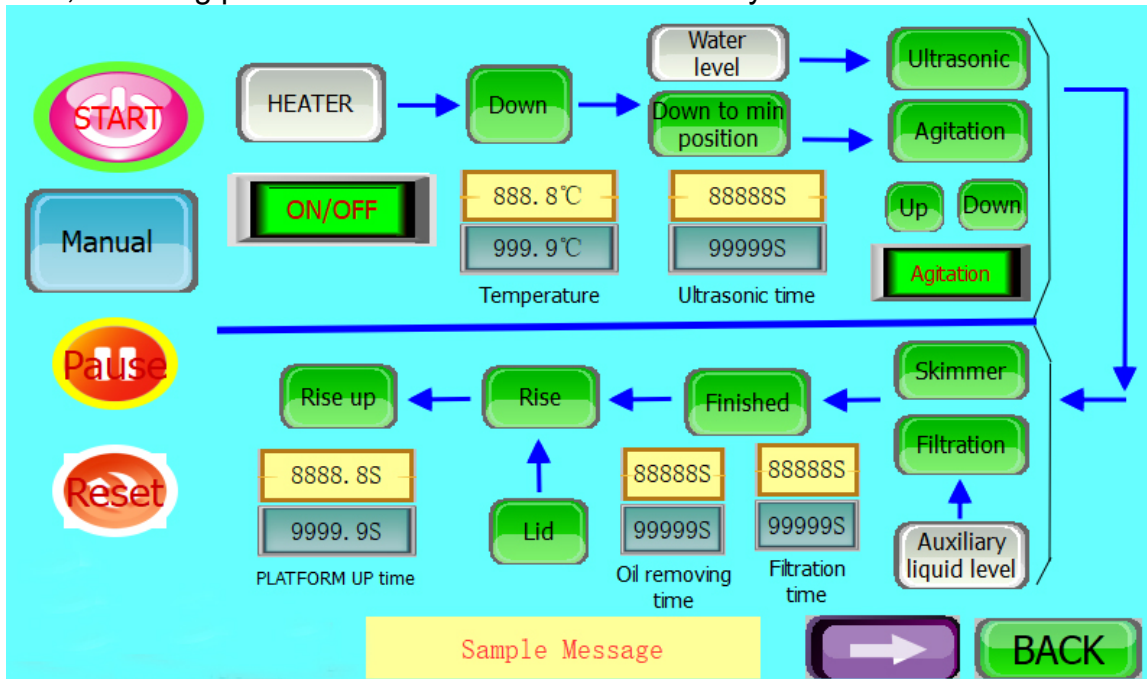 START
HEATER
Down
Water
level
Down to min
position
Ultrasonic
Agitation
Manual
ON/OFF
888.8℃
999.9℃
Temperature
88888S
99999S
Ultrasonic time
Up
Down
Agitation
Pause
Rise up
Rise
Finished
Skimmer
Filtration
Reset
8888.8S
9999.9S
PLATFORM UP time
Lid
88888S
99999S
Oil removing
time
88888S
99999S
Filtration
time
Auxiliary
liquid level
Sample Message
BACK